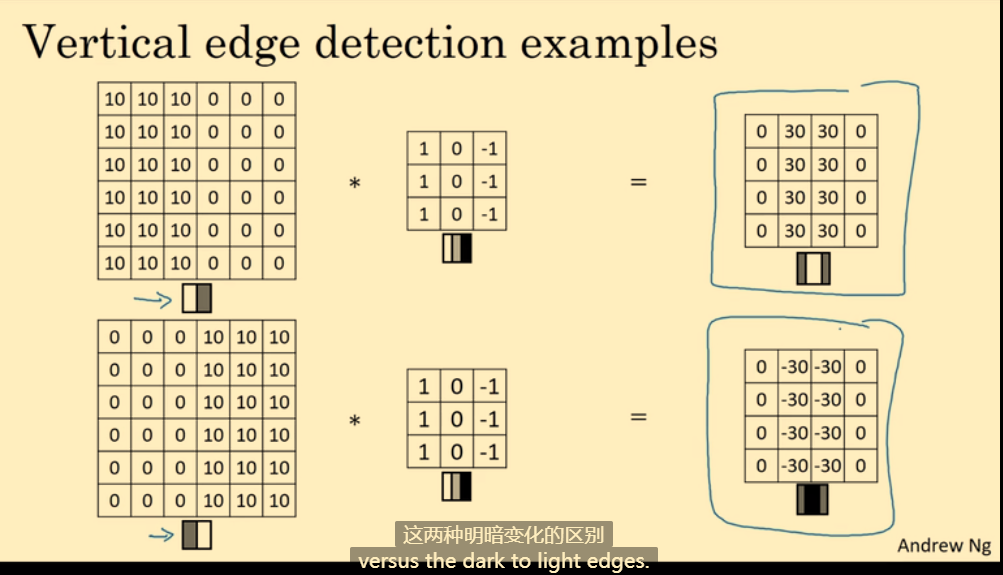 Vertical edge detection examples
10 10 10 0 0 0
10 10 10 0 0 0
10 10 10 0 0 0
10 10 10 0 0 0
10 10 10 0 0 0
10 10 10 0 0 0
*
1 0 -1
1 0 -1
1 0 -1
=
0 30 30 0
0 30 30 0
0 30 30 0
0 30 30 0
0 0 0 10 10 10
0 0 0 10 10 10
0 0 0 10 10 10
0 0 0 10 10 10
0 0 0 10 10 10
0 0 0 10 10 10
*
1 0 -1
1 0 -1
1 0 -1
=
0 -30 -30 0
0 -30 -30 0
0 -30 -30 0
0 -30 -30 0
这两种明暗变化的区别
versus the dark to light edges.
Andrew Ng